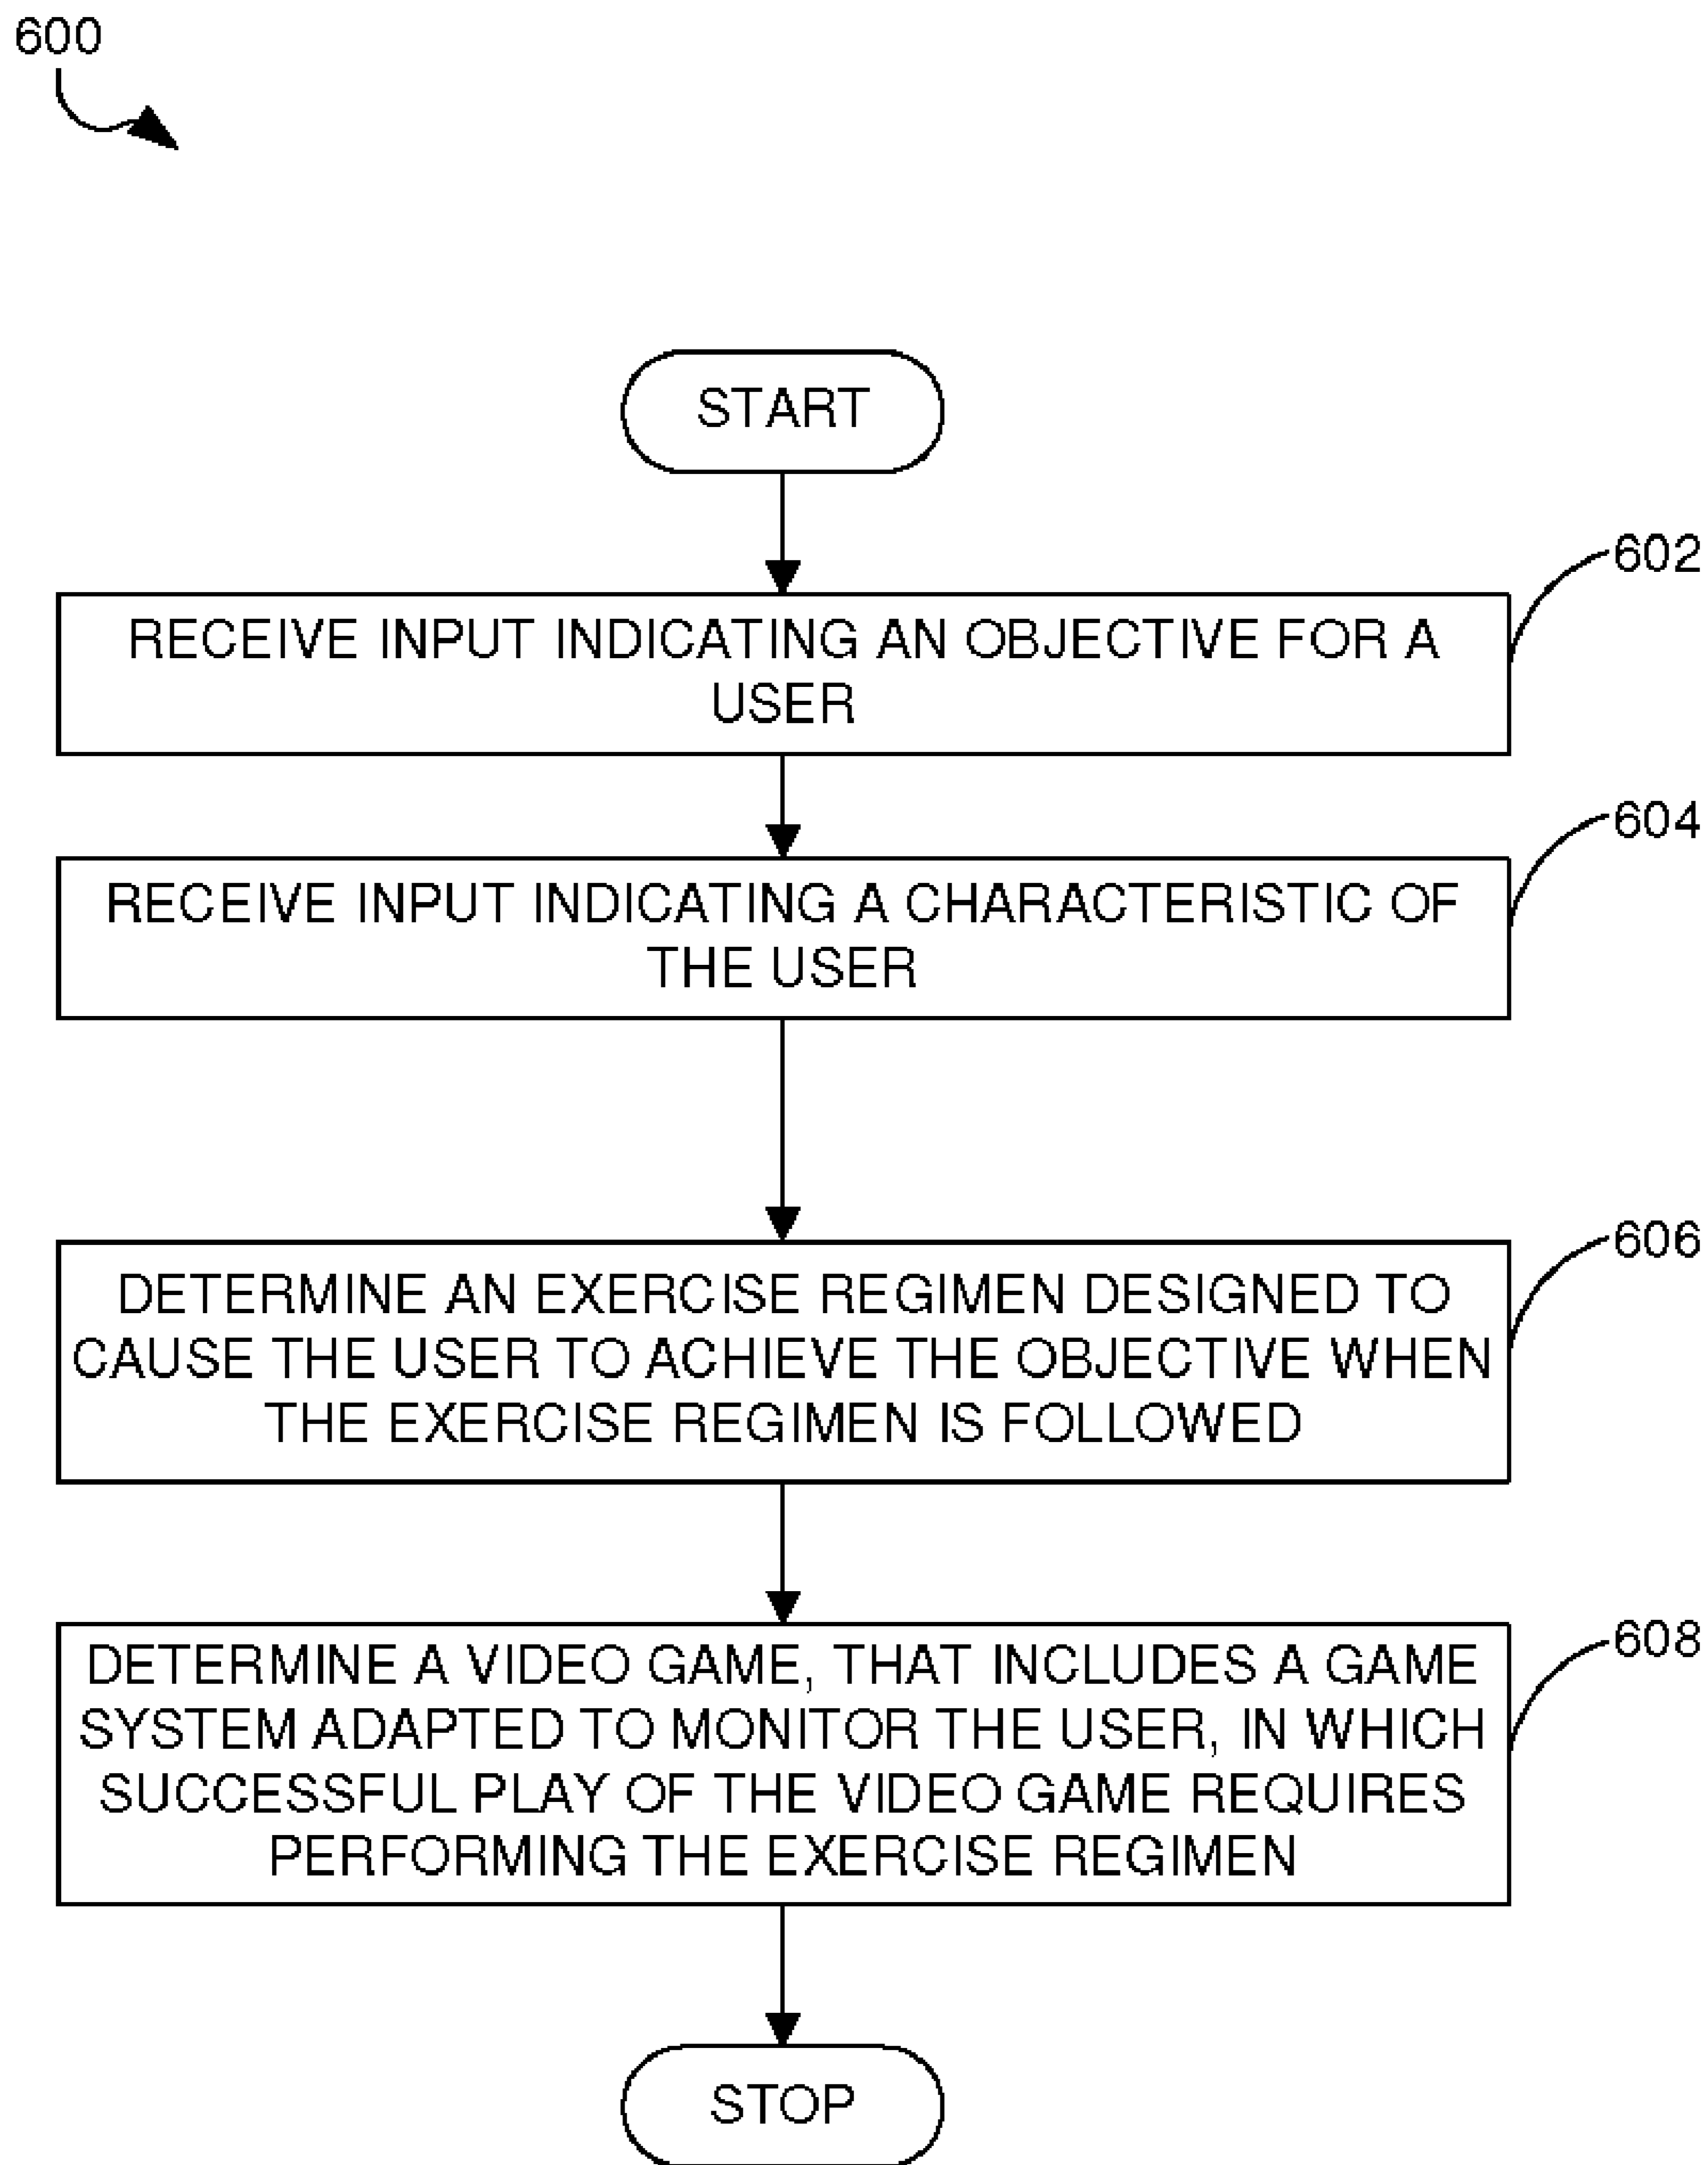 600
START
602
RECEIVE INPUT INDICATING AN OBJECTIVE FOR A
USER
604
RECEIVE INPUT INDICATING A CHARACTERISTIC OF
THE USER
606
DETERMINE AN EXERCISE REGIMEN DESIGNED TO
CAUSE THE USER TO ACHIEVE THE OBJECTIVE WHEN
THE EXERCISE REGIMEN IS FOLLOWED
608
DETERMINE A VIDEO GAME, THAT INCLUDES A GAME
SYSTEM ADAPTED TO MONITOR THE USER, IN WHICH
SUCCESSFUL PLAY OF THE VIDEO GAME REQUIRES
PERFORMING THE EXERCISE REGIMEN
STOP